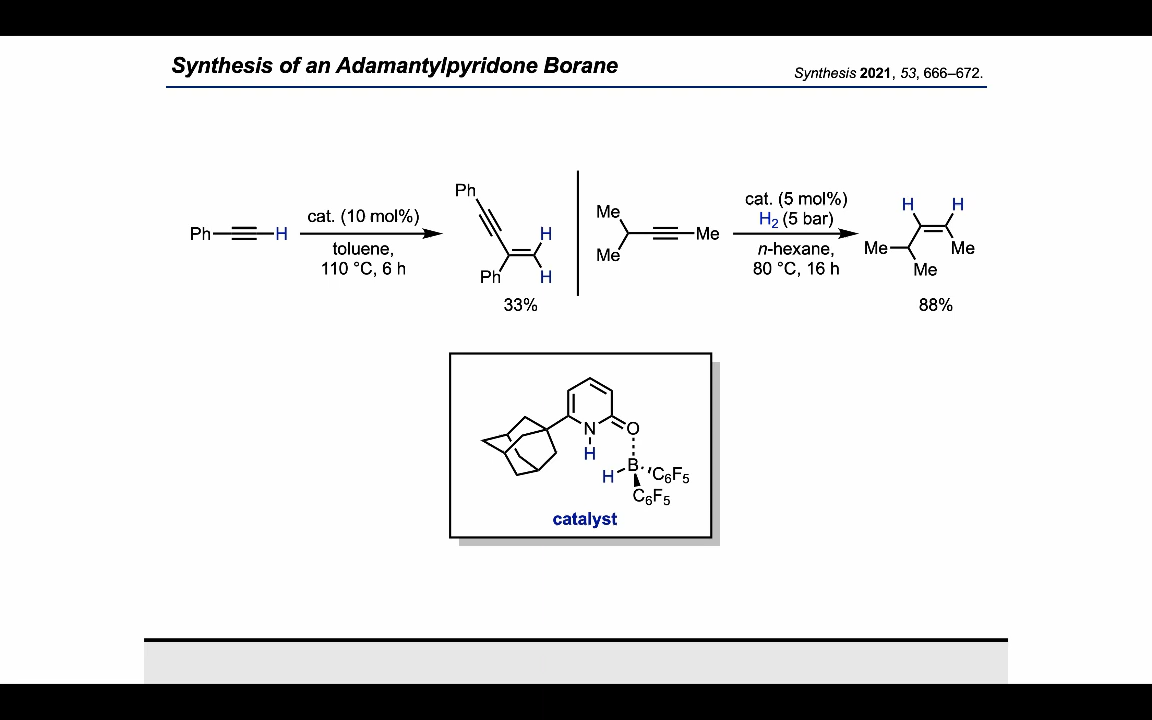 Synthesis of an Adamantylpyridone Borane
Synthesis 2021, 53, 666–672.
Ph
H
cat. (10 mol%)
toluene,
110 °C, 6 h
Ph
H
Ph
H
33%
Me
Me
Me
cat. (5 mol%)
H₂ (5 bar)
n-hexane,
80 °C, 16 h
H
H
Me
Me
Me
88%
N
H
O
B
H
C₆F₅
C₆F₅
catalyst